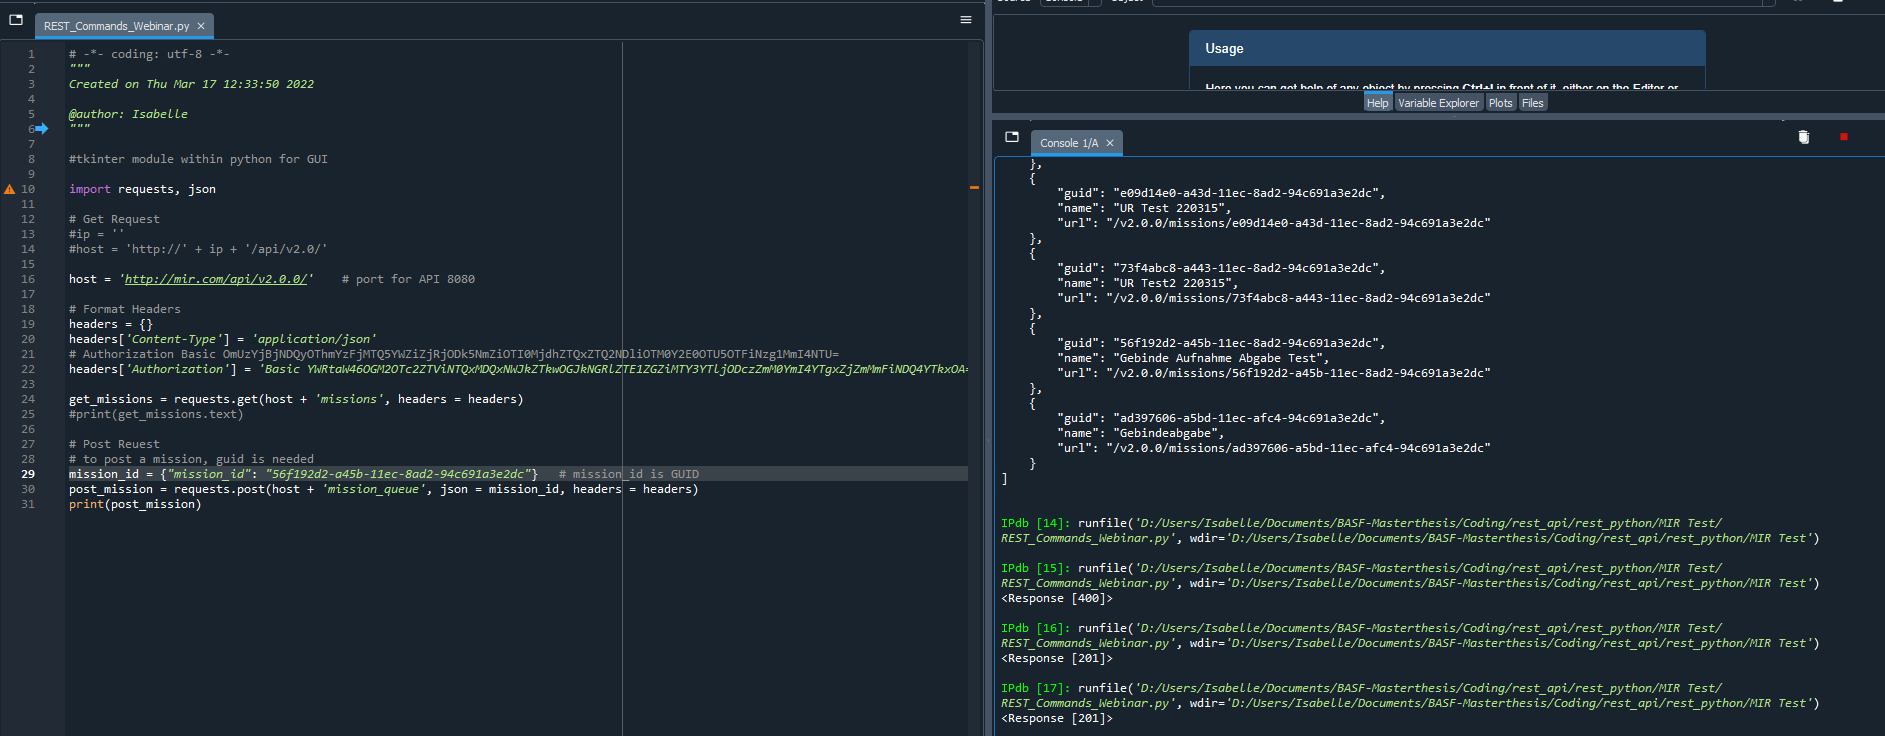 REST_Commands_Webinar.py
1 # -*- coding: utf-8 -*-
2 """
3 Created on Thu Mar 17 12:33:50 2022
4
5 @author: Isabelle
6 """
7
8 #tkinter module within python for GUI
9
10 import requests, json
11
12 # Get Request
13 #ip = ''
14 #host = 'http://' + ip + '/api/v2.0/'
15
16 host = 'http://mir.com/api/v2.0.0/' # port for API 8080
17
18 # Format Headers
19 headers = {}
20 headers['Content-Type'] = 'application/json'
21 # Authorization Basic
22 headers['Authorization'] = 'Basic
23
24 get_missions = requests.get(host + 'missions', headers = headers)
25 #print(get_missions.text)
26
27 # Post Reuest
28 # to post a mission, guid is needed
29 mission_id = {"mission_id": "56f192d2-a45b-11ec-8ad2-94c691a3e2dc"} # mission_id is GUID
30 post_mission = requests.post(host + 'mission_queue', json = mission_id, headers = headers)
31 print(post_mission)
Usage
Here you can get help of any object by pressing Ctrl+I in front of it, either on the Editor or
Help Variable Explorer Plots Files
Console 1/A
},
{
"guid": "e09d14e0-a43d-11ec-8ad2-94c691a3e2dc",
"name": "UR Test 220315",
"url": "/v2.0.0/missions/e09d14e0-a43d-11ec-8ad2-94c691a3e2dc"
},
{
"guid": "73f4abc8-a443-11ec-8ad2-94c691a3e2dc",
"name": "UR Test2 220315",
"url": "/v2.0.0/missions/73f4abc8-a443-11ec-8ad2-94c691a3e2dc"
},
{
"guid": "56f192d2-a45b-11ec-8ad2-94c691a3e2dc",
"name": "Gebinde Aufnahme Abgabe Test",
"url": "/v2.0.0/missions/56f192d2-a45b-11ec-8ad2-94c691a3e2dc"
},
{
"guid": "ad397606-a5bd-11ec-afc4-94c691a3e2dc",
"name": "Gebindeabgabe",
"url": "/v2.0.0/missions/ad397606-a5bd-11ec-afc4-94c691a3e2dc"
}
]
IPdb [14]: runfile('D:/Users/Isabelle/Documents/BASF-Masterthesis/Coding/rest_api/rest_python/MIR Test/
REST_Commands_Webinar.py', wdir='D:/Users/Isabelle/Documents/BASF-Masterthesis/Coding/rest_api/rest_python/MIR Test')
IPdb [15]: runfile('D:/Users/Isabelle/Documents/BASF-Masterthesis/Coding/rest_api/rest_python/MIR Test/
REST_Commands_Webinar.py', wdir='D:/Users/Isabelle/Documents/BASF-Masterthesis/Coding/rest_api/rest_python/MIR Test')
<Response [400]>
IPdb [16]: runfile('D:/Users/Isabelle/Documents/BASF-Masterthesis/Coding/rest_api/rest_python/MIR Test/
REST_Commands_Webinar.py', wdir='D:/Users/Isabelle/Documents/BASF-Masterthesis/Coding/rest_api/rest_python/MIR Test')
<Response [201]>
IPdb [17]: runfile('D:/Users/Isabelle/Documents/BASF-Masterthesis/Coding/rest_api/rest_python/MIR Test/
REST_Commands_Webinar.py', wdir='D:/Users/Isabelle/Documents/BASF-Masterthesis/Coding/rest_api/rest_python/MIR Test')
<Response [201]>